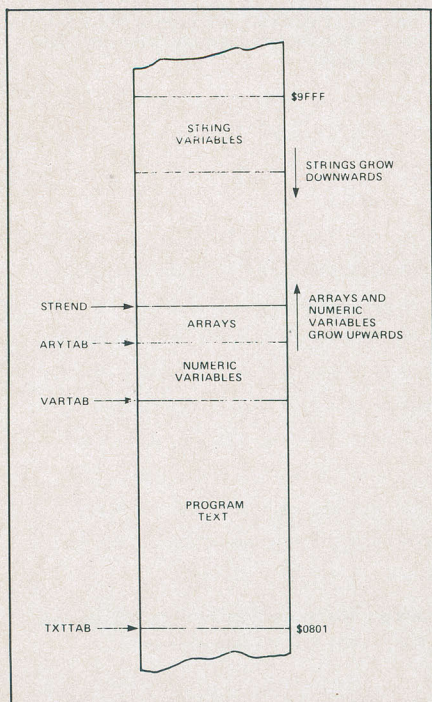 $9FFF
STRING
VARIABLES
STRINGS GROW
DOWNWARDS
STREND
ARRAYS
ARRAYS AND
NUMERIC
VARIABLES
GROW UPWARDS
ARYTAB
NUMERIC
VARIABLES
VARTAB
PROGRAM
TEXT
TXTTAB
$0801